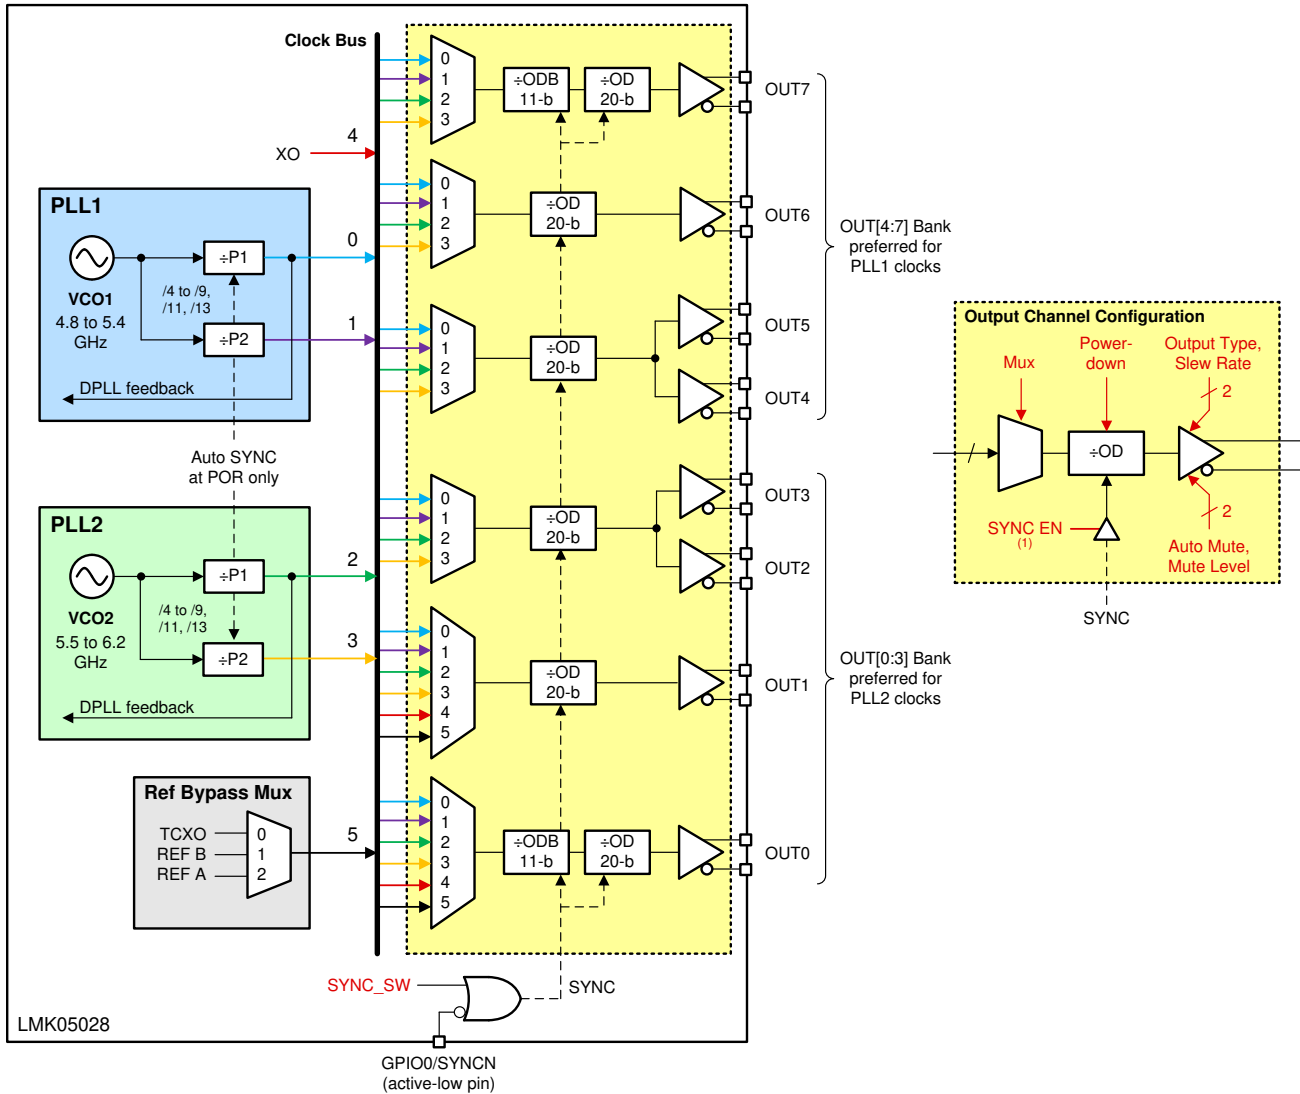 Clock Bus
0
1
2
3
÷ODB
11-b
÷OD
20-b
OUT7
4
XO
0
1
2
3
÷OD
20-b
OUT6
OUT[4:7] Bank
preferred for
PLL1 clocks
PLL1
VCO1
4.8 to 5.4
GHz
÷P1
/4 to /9,
/11, /13
÷P2
DPLL feedback
0
1
0
1
2
3
÷OD
20-b
OUT5
OUT4
Auto SYNC
at POR only
0
1
2
3
÷OD
20-b
OUT3
OUT2
PLL2
VCO2
5.5 to 6.2
GHz
÷P1
/4 to /9,
/11, /13
÷P2
DPLL feedback
2
3
0
1
2
3
4
5
÷OD
20-b
OUT1
OUT[0:3] Bank
preferred for
PLL2 clocks
Ref Bypass Mux
TCXO
REF B
REF A
0
1
2
5
0
1
2
3
4
5
÷ODB
11-b
÷OD
20-b
OUT0
SYNC_SW
SYNC
LMK05028
GPIO0/SYNCN
(active-low pin)
Output Channel Configuration
Mux
Power-
down
Output Type,
Slew Rate
2
÷OD
SYNC EN
(1)
2
Auto Mute,
Mute Level
SYNC